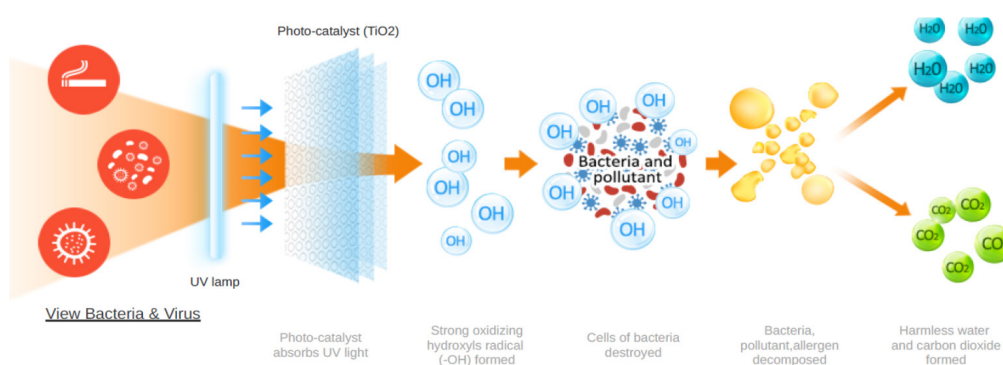 Photo-catalyst (TiO2)
UV lamp
View Bacteria & Virus
OH
OH
OH
OH
OH
OH
OH
OH
OH
OH
OH
OH
OH
Bacteria and
pollutant
H2O
H2O
H2O
H2O
H2O
CO2
CO2
CO2
CO2
Photo-catalyst
absorbs UV light
Strong oxidizing
hydroxyls radical
(-OH) formed
Cells of bacteria
destroyed
Bacteria,
pollutant,allergen
decomposed
Harmless water
and carbon dioxide
formed